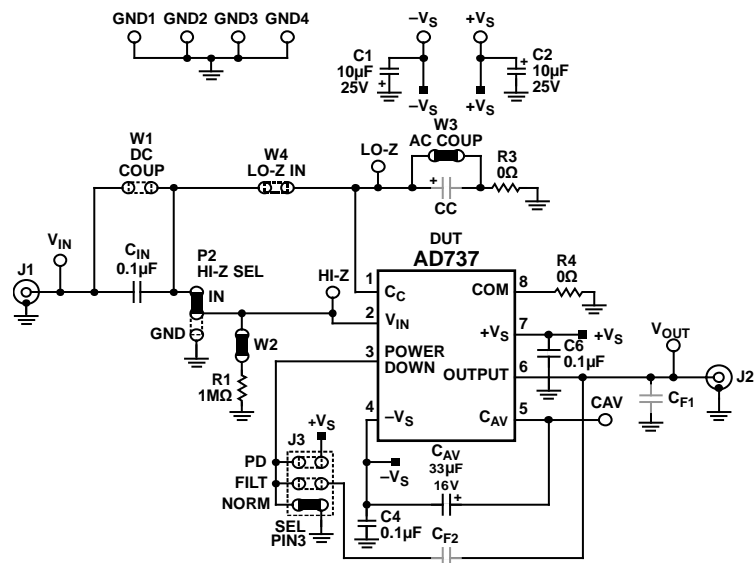 GND1 GND2 GND3 GND4
–VS +VS
C1
10µF
25V
C2
10µF
25V
–VS +VS
W1
DC
COUP
W4
LO-Z IN
LO-Z
W3
AC COUP
CC
R3
0Ω
VIN
J1
CIN
0.1µF
P2
HI-Z SEL
IN
GND
HI-Z
W2
R1
1MΩ
DUT
AD737
1 CC
2 VIN
3 POWER
DOWN
4 –VS
COM 8
+VS 7
OUTPUT 6
CAV 5
R4
0Ω
+VS
C6
0.1µF
VOUT
J2
CF1
CAV
+VS
J3
PD
FILT
NORM
SEL
PIN3
–VS
CAV
33µF
16V
+
C4
0.1µF
CF2